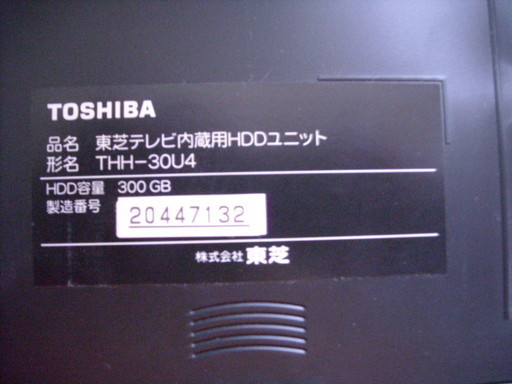 TOSHIBA
品名 東芝テレビ内蔵用HDDユニット
形名 THH-30U4
HDD容量 300 GB
製造番号 20447132
株式会社 東芝